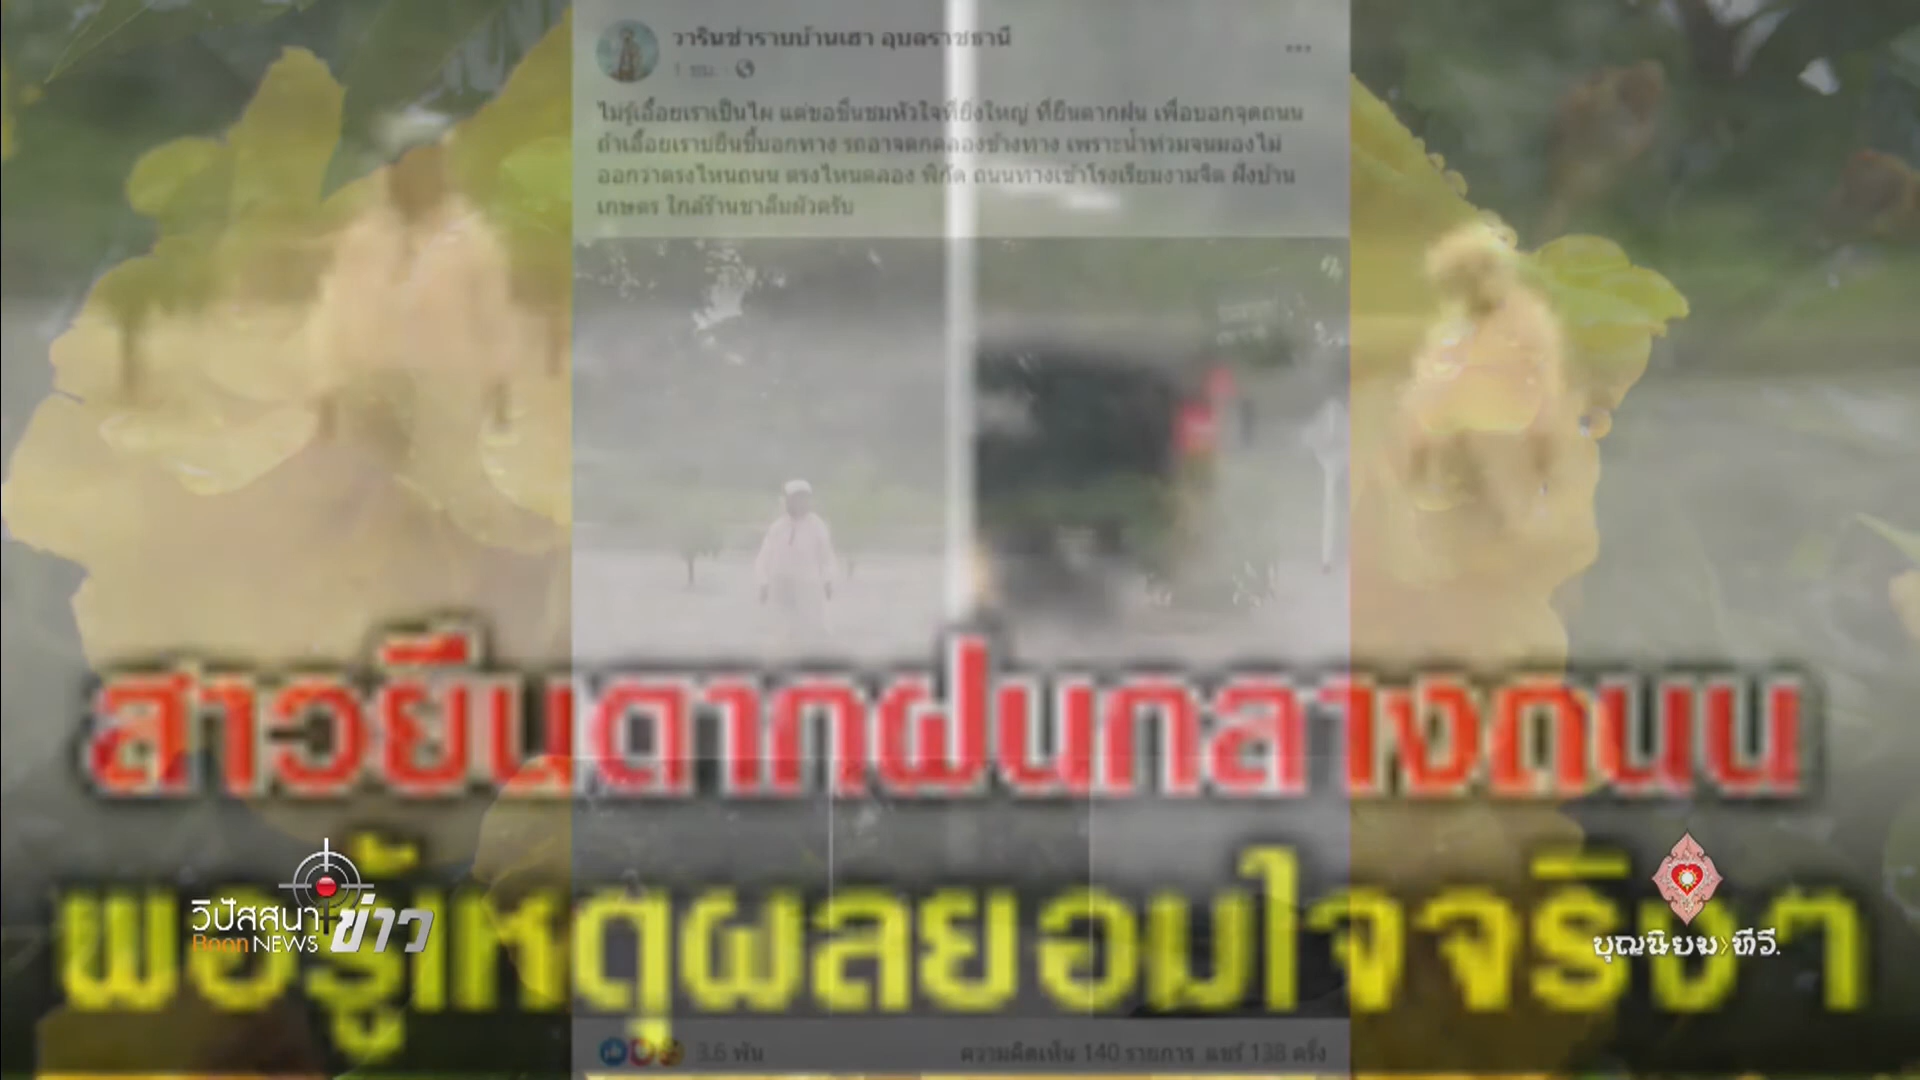 วารินชำราบบ้านเฮา อุบลราชธานี
1 ชม.
ไม่รู้เอื้อยเราเป็นไผ แต่ขอชื่นชมหัวใจที่ยิ่งใหญ่ ที่ยืนตากฝน เพื่อบอกจุดถนน
ถ้าเอื้อยเราบ่ยืนชี้บอกทาง รถอาจตกคลองข้างทาง เพราะน้ำท่วมจนมองไม่
ออกว่าตรงไหนถนน ตรงไหนคลอง พิกัด ถนนทางเข้าโรงเรียนงามจิต ฝั่งบ้าน
เกษตร ใกล้ร้านชาลืมผัวครับ
สาวยืนตากฝนกลางถนน
พอรู้เหตุผลยอมใจจริงๆ
วิปัสสนา
ข่าว
Boon NEWS
บุญนิยม ทีวี.
3.6 พัน
ความคิดเห็น 140 รายการ แชร์ 138 ครั้ง